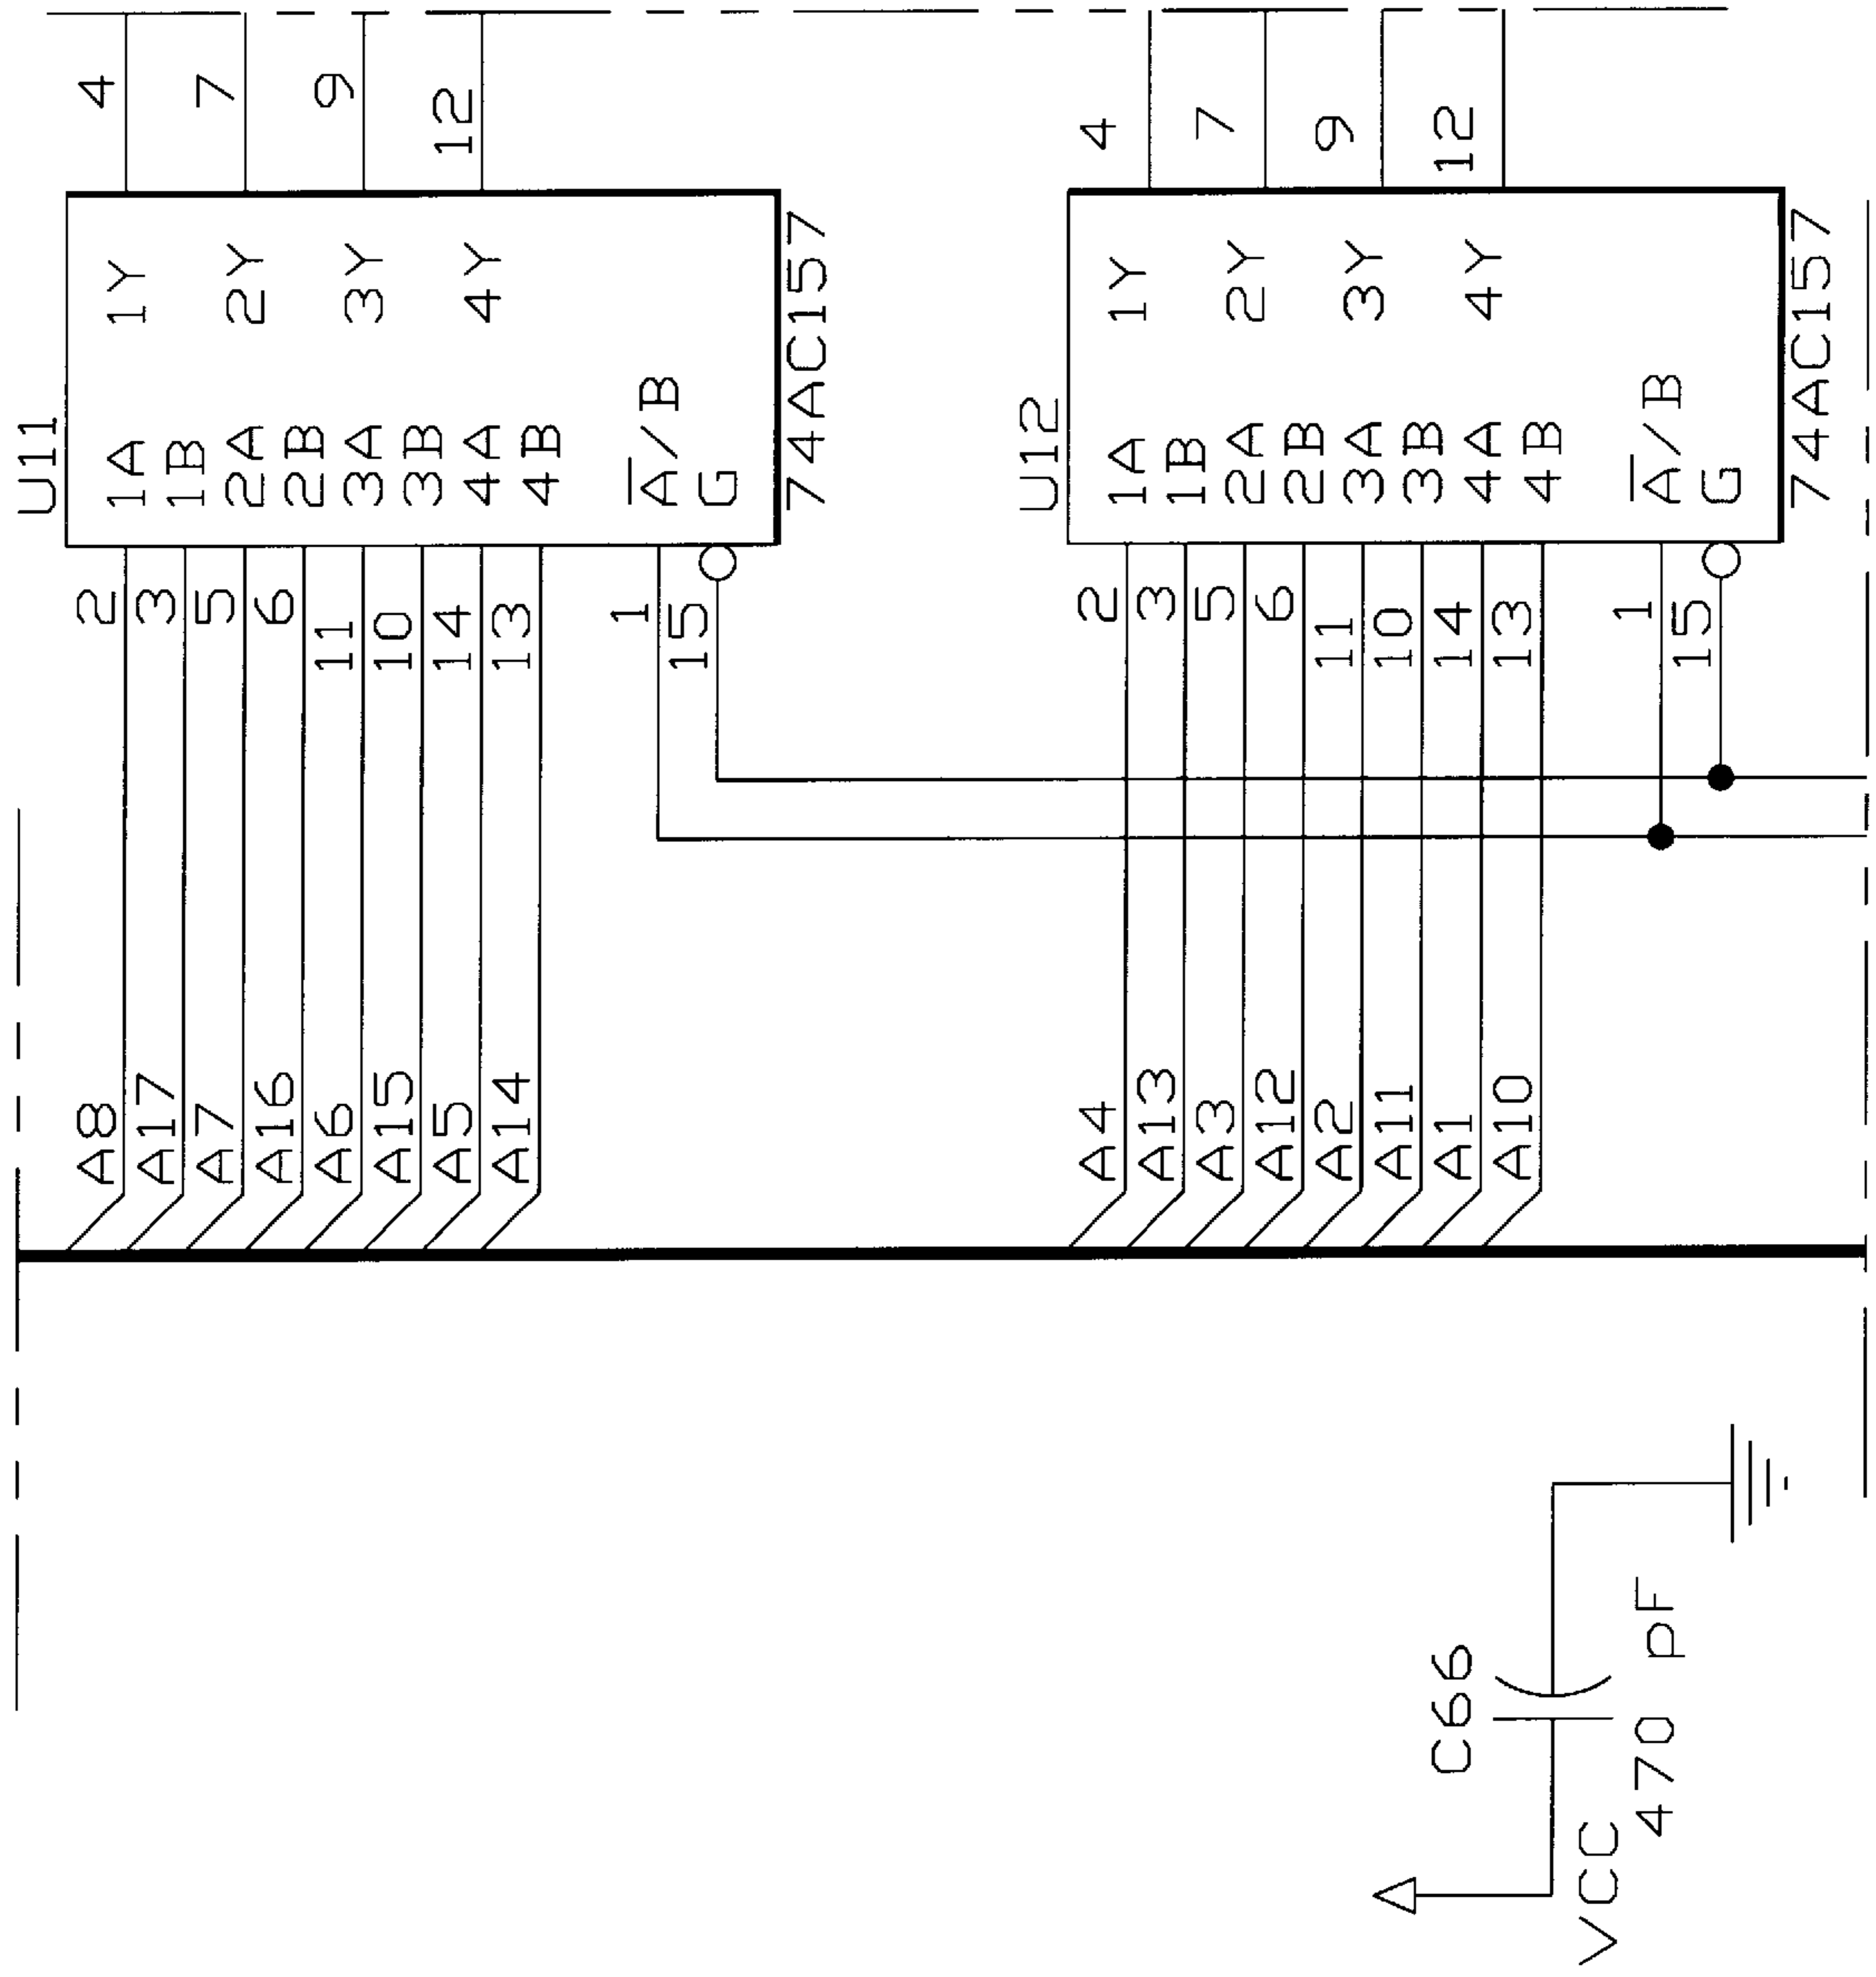 U11
A8 2 1A 1Y 4
A17 3 1B
A7 5 2A 2Y 7
A16 6 2B
A6 11 3A 3Y 9
A15 10 3B
A5 14 4A 4Y 12
A14 13 4B
1 A̅/B
15 G
74AC157
U12
A4 2 1A 1Y 4
A13 3 1B
A3 5 2A 2Y 7
A12 6 2B
A2 11 3A 3Y 9
A11 10 3B
A1 14 4A 4Y 12
A10 13 4B
1 A̅/B
15 G
74AC157
C66
VCC
470 pF